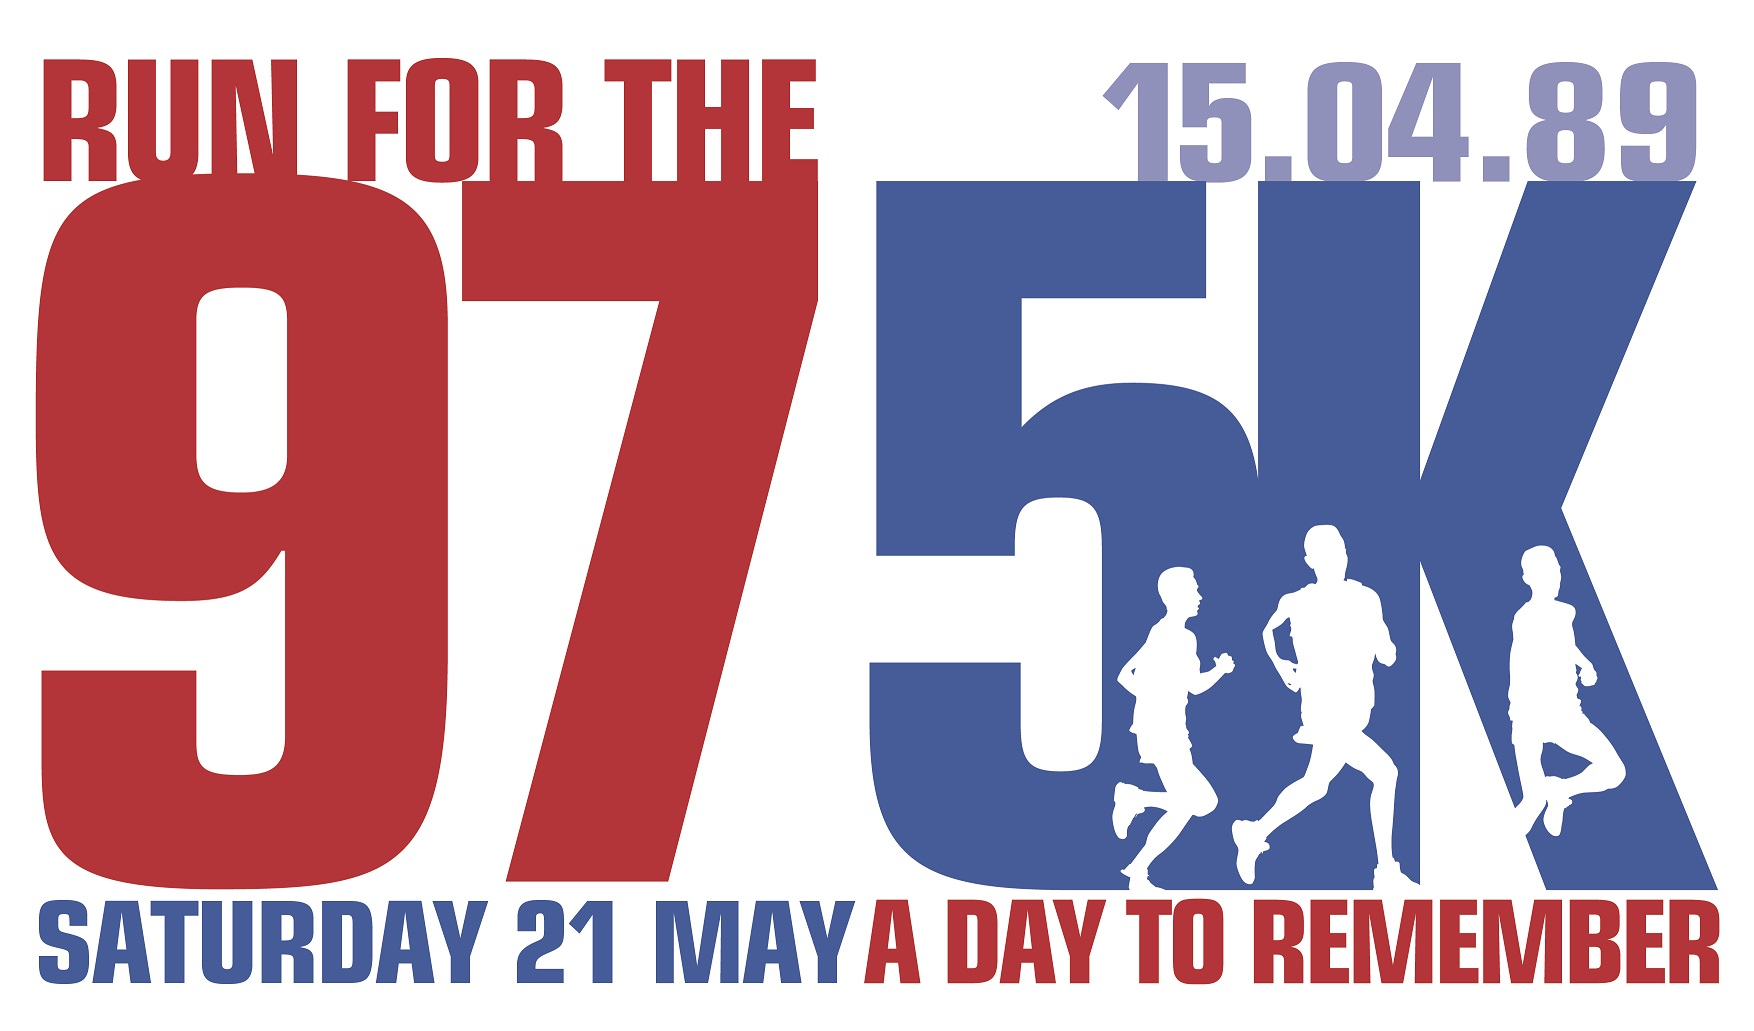 RUN FOR THE
97
15.04.89
5K
SATURDAY 21 MAY
A DAY TO REMEMBER